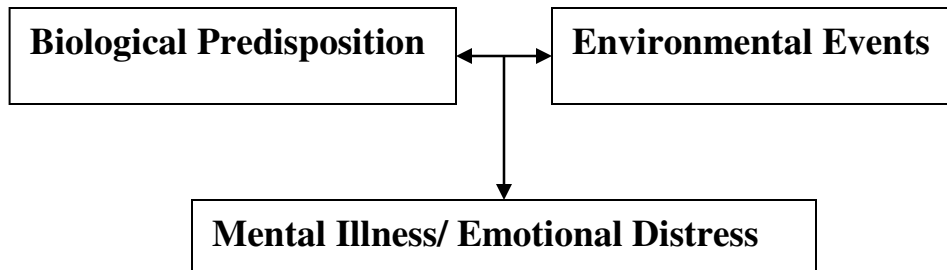 Biological Predisposition
Environmental Events
Mental Illness/ Emotional Distress